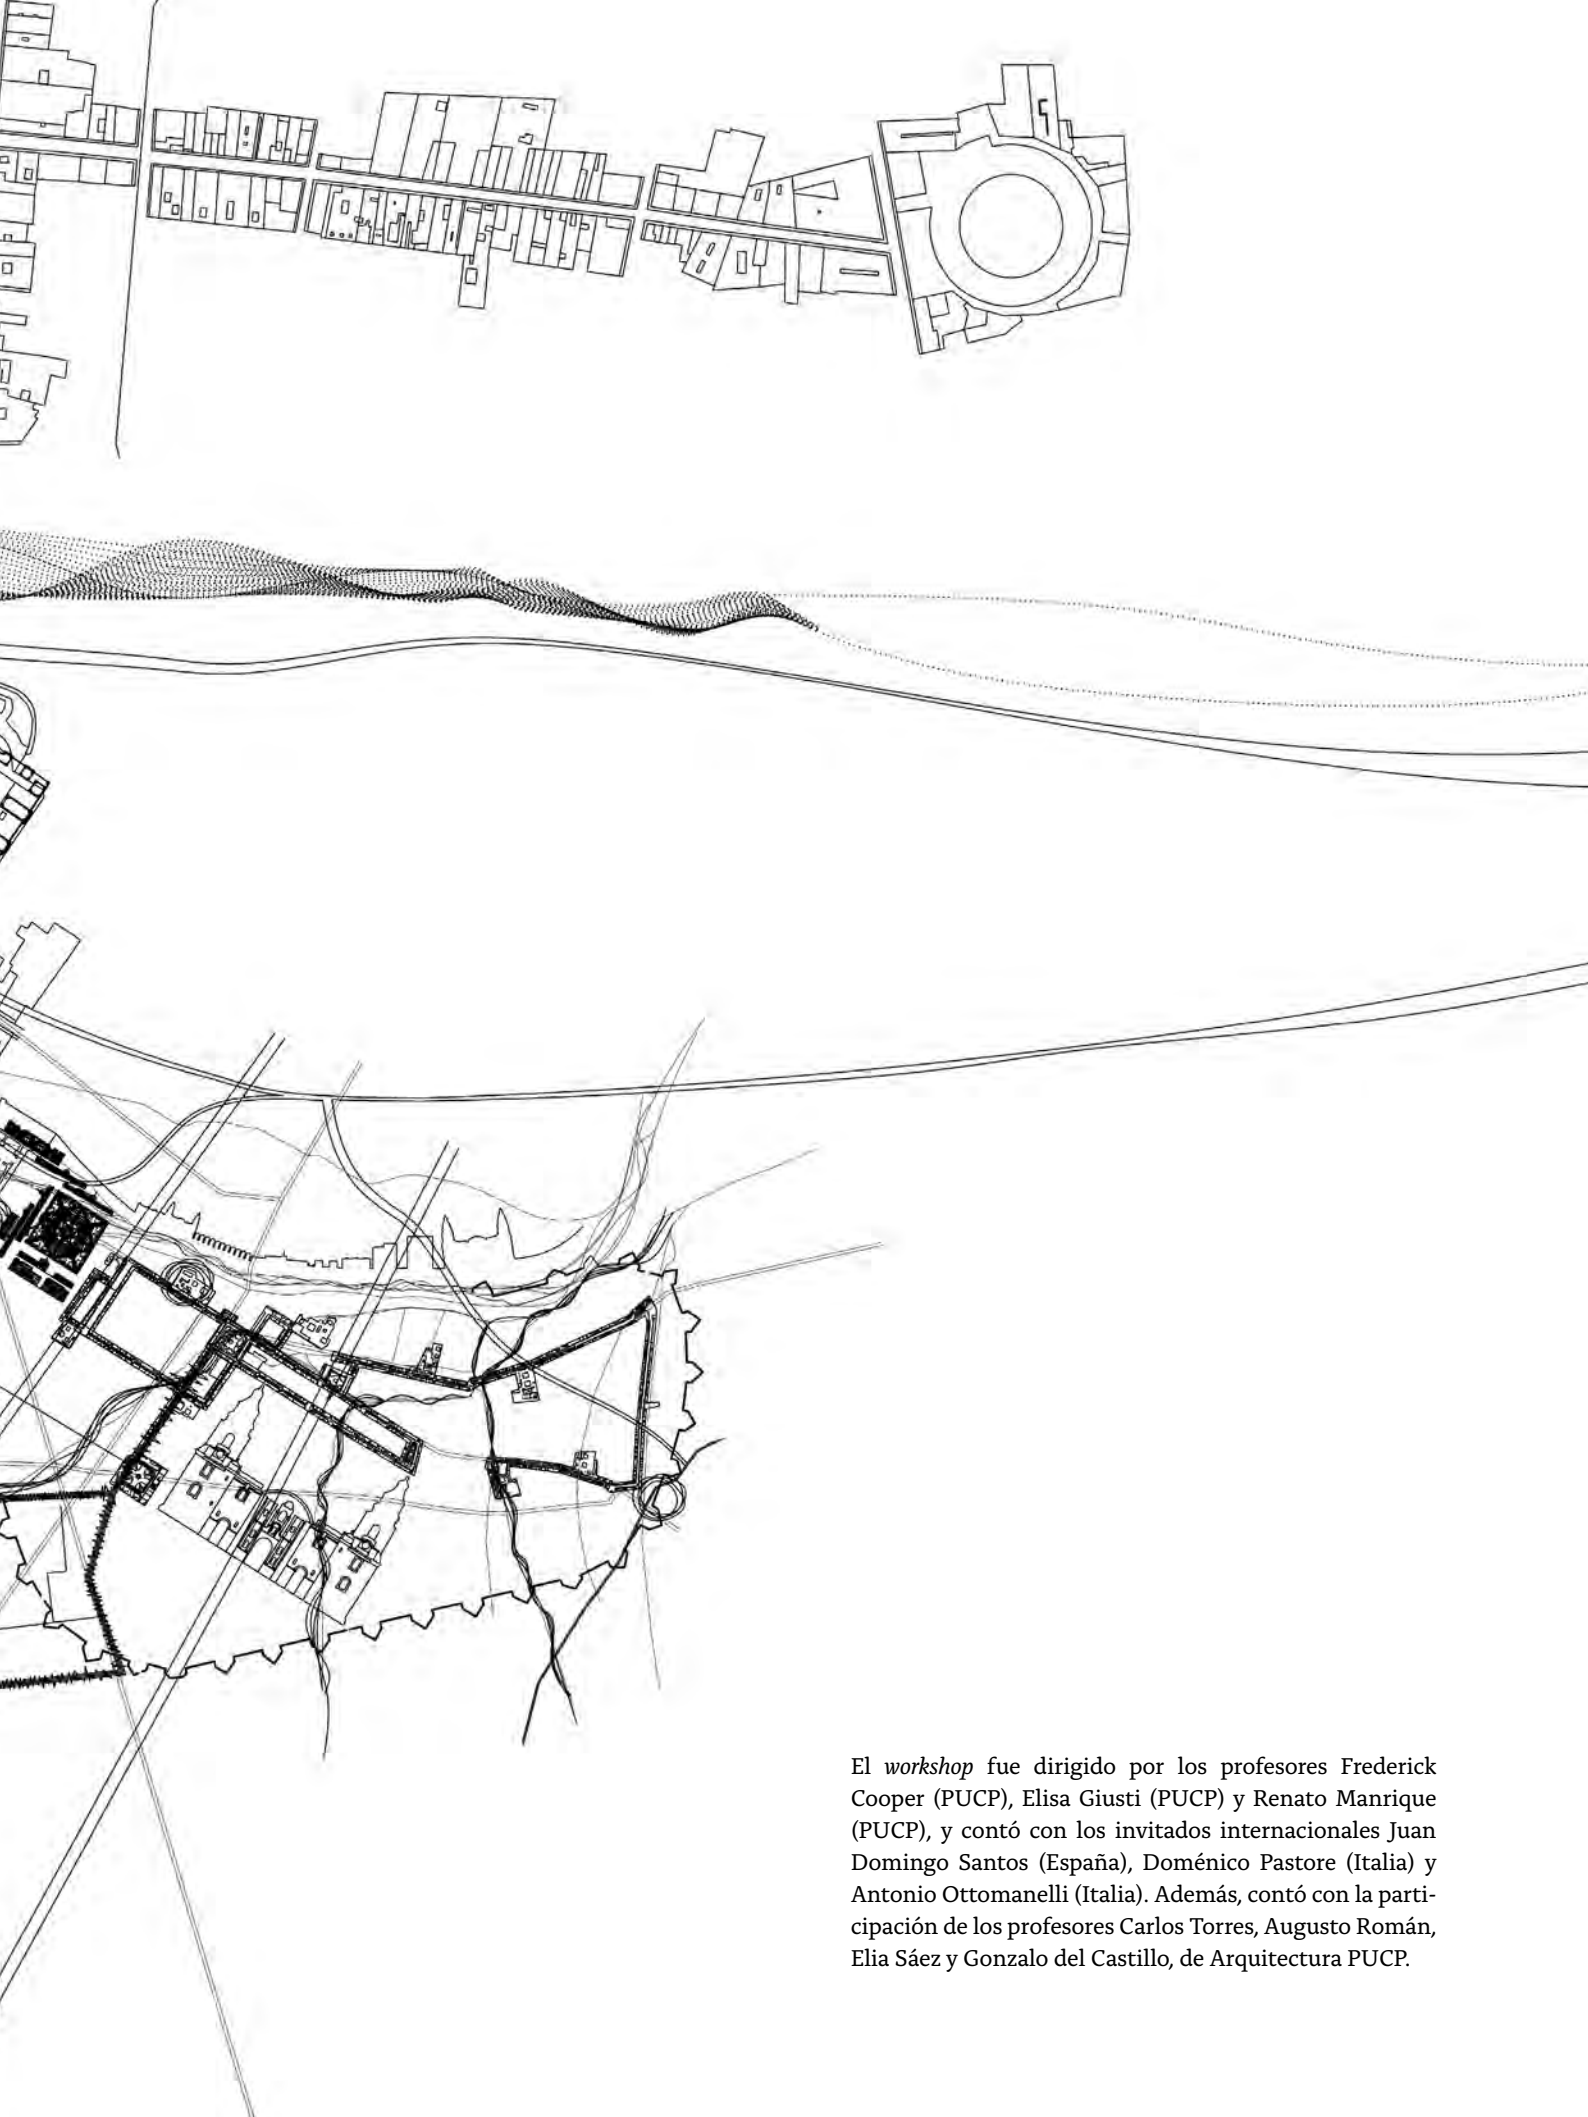 El workshop fue dirigido por los profesores Frederick
Cooper (PUCP), Elisa Giusti (PUCP) y Renato Manrique
(PUCP), y contó con los invitados internacionales Juan
Domingo Santos (España), Doménico Pastore (Italia) y
Antonio Ottomanelli (Italia). Además, contó con la parti-
cipación de los profesores Carlos Torres, Augusto Román,
Elia Sáez y Gonzalo del Castillo, de Arquitectura PUCP.